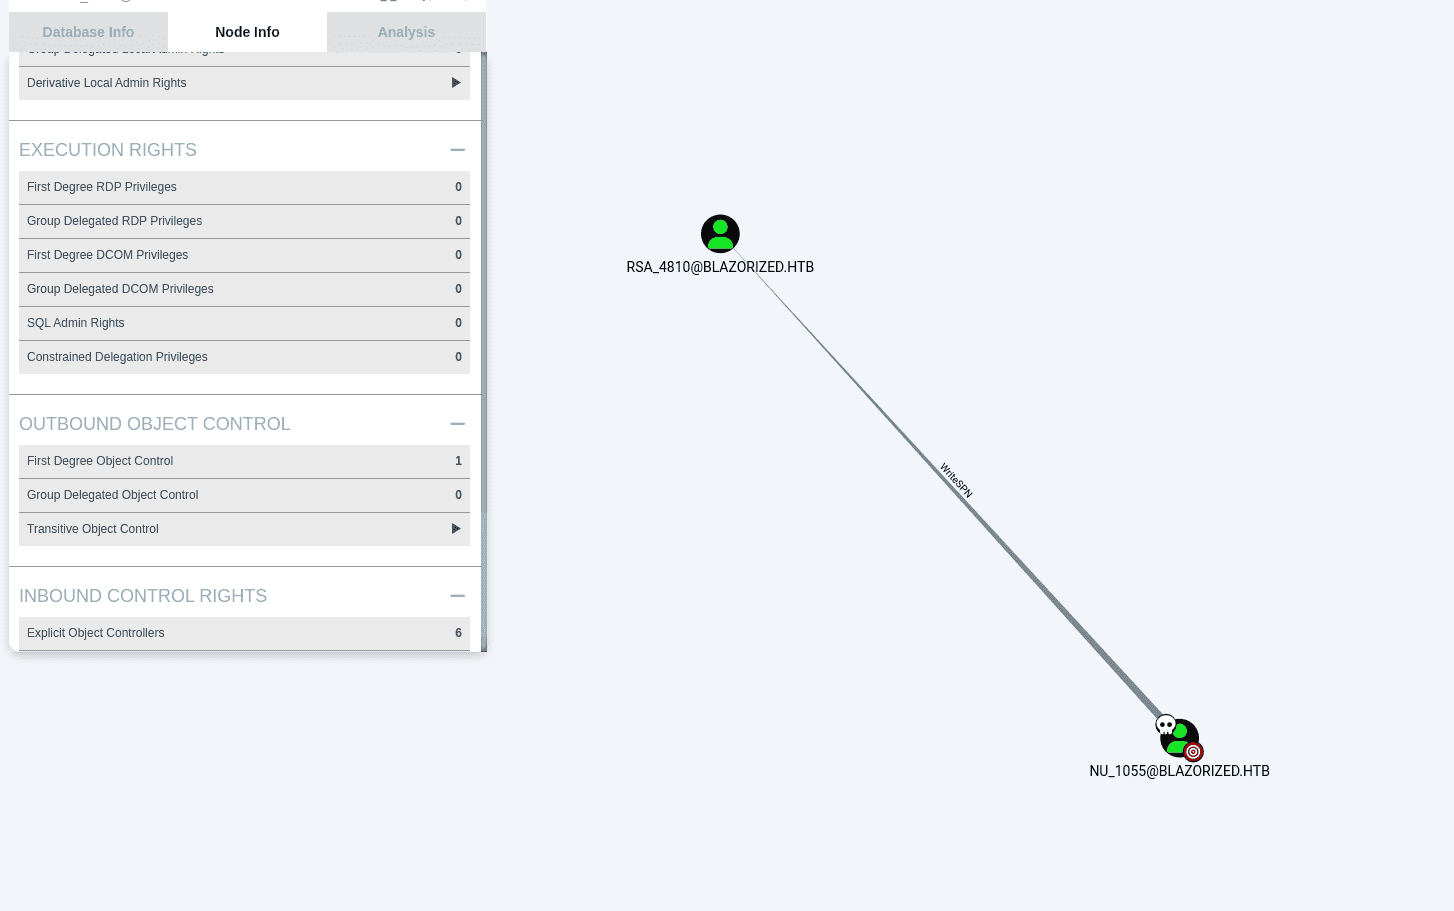 Database Info
Node Info
Analysis
Group Delegated Local Admin Rights
Derivative Local Admin Rights
EXECUTION RIGHTS
First Degree RDP Privileges 0
Group Delegated RDP Privileges 0
First Degree DCOM Privileges 0
Group Delegated DCOM Privileges 0
SQL Admin Rights 0
Constrained Delegation Privileges 0
OUTBOUND OBJECT CONTROL
First Degree Object Control 1
Group Delegated Object Control 0
Transitive Object Control
INBOUND CONTROL RIGHTS
Explicit Object Controllers 6
RSA_4810@BLAZORIZED.HTB
WriteSPN
NU_1055@BLAZORIZED.HTB